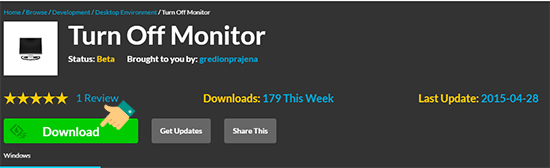 Home / Browse / Development / Desktop Environment / Turn Off Monitor
Turn Off Monitor
Status: Beta Brought to you by: gredionprajena
1 Review Downloads: 179 This Week Last Update: 2015-04-28
Download Get Updates Share This
Windows